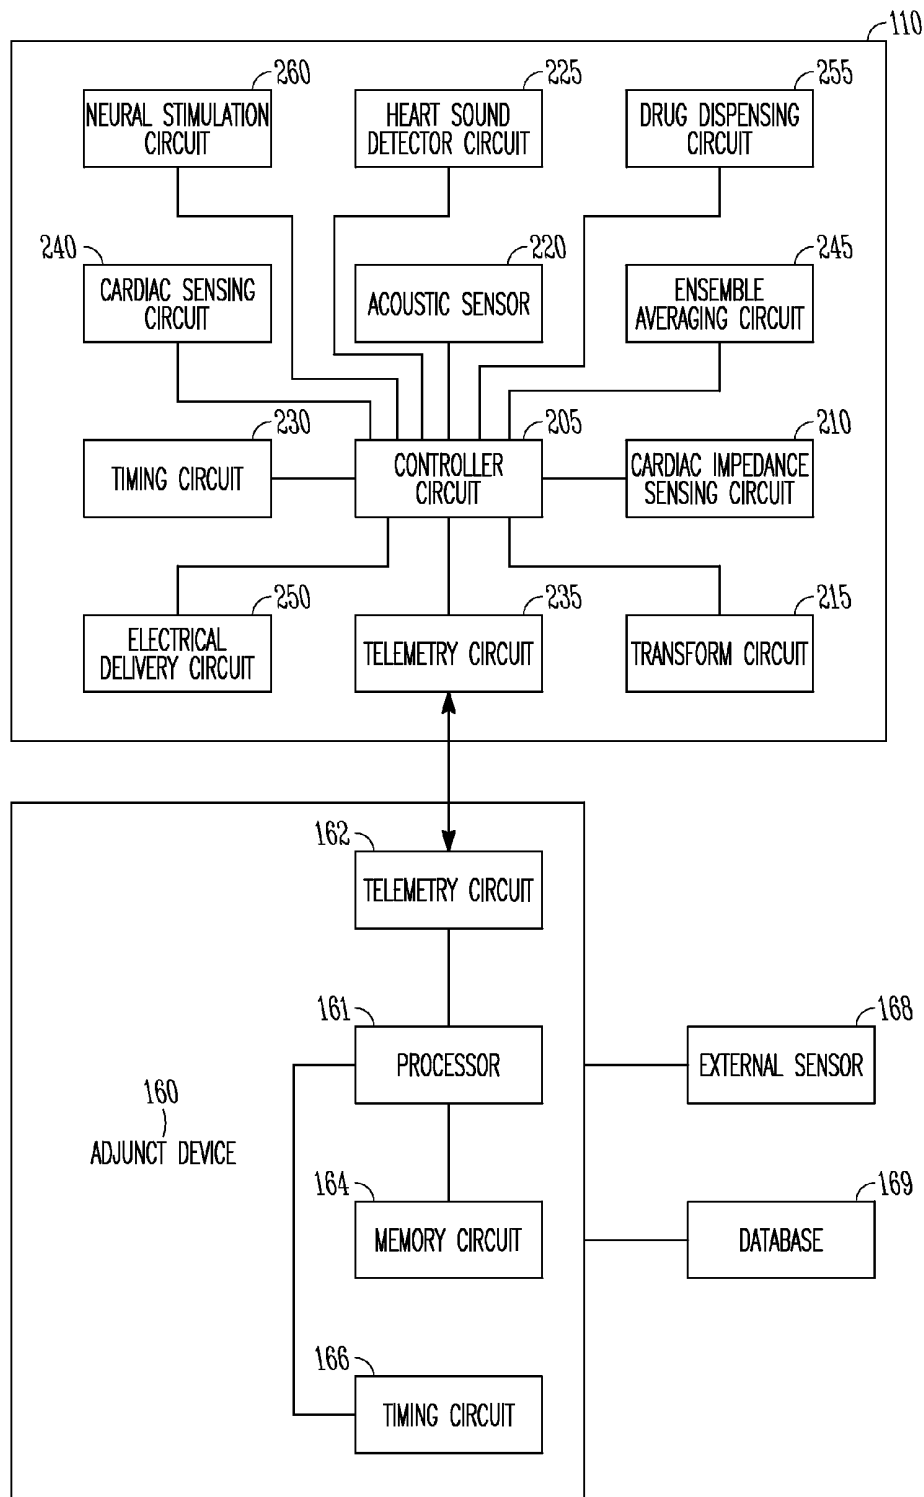 110
260
NEURAL STIMULATION
CIRCUIT
225
HEART SOUND
DETECTOR CIRCUIT
255
DRUG DISPENSING
CIRCUIT
240
CARDIAC SENSING
CIRCUIT
220
ACOUSTIC SENSOR
245
ENSEMBLE
AVERAGING CIRCUIT
230
TIMING CIRCUIT
205
CONTROLLER
CIRCUIT
210
CARDIAC IMPEDANCE
SENSING CIRCUIT
250
ELECTRICAL
DELIVERY CIRCUIT
235
TELEMETRY CIRCUIT
215
TRANSFORM CIRCUIT
162
TELEMETRY CIRCUIT
161
PROCESSOR
168
EXTERNAL SENSOR
160
ADJUNCT DEVICE
164
MEMORY CIRCUIT
169
DATABASE
166
TIMING CIRCUIT